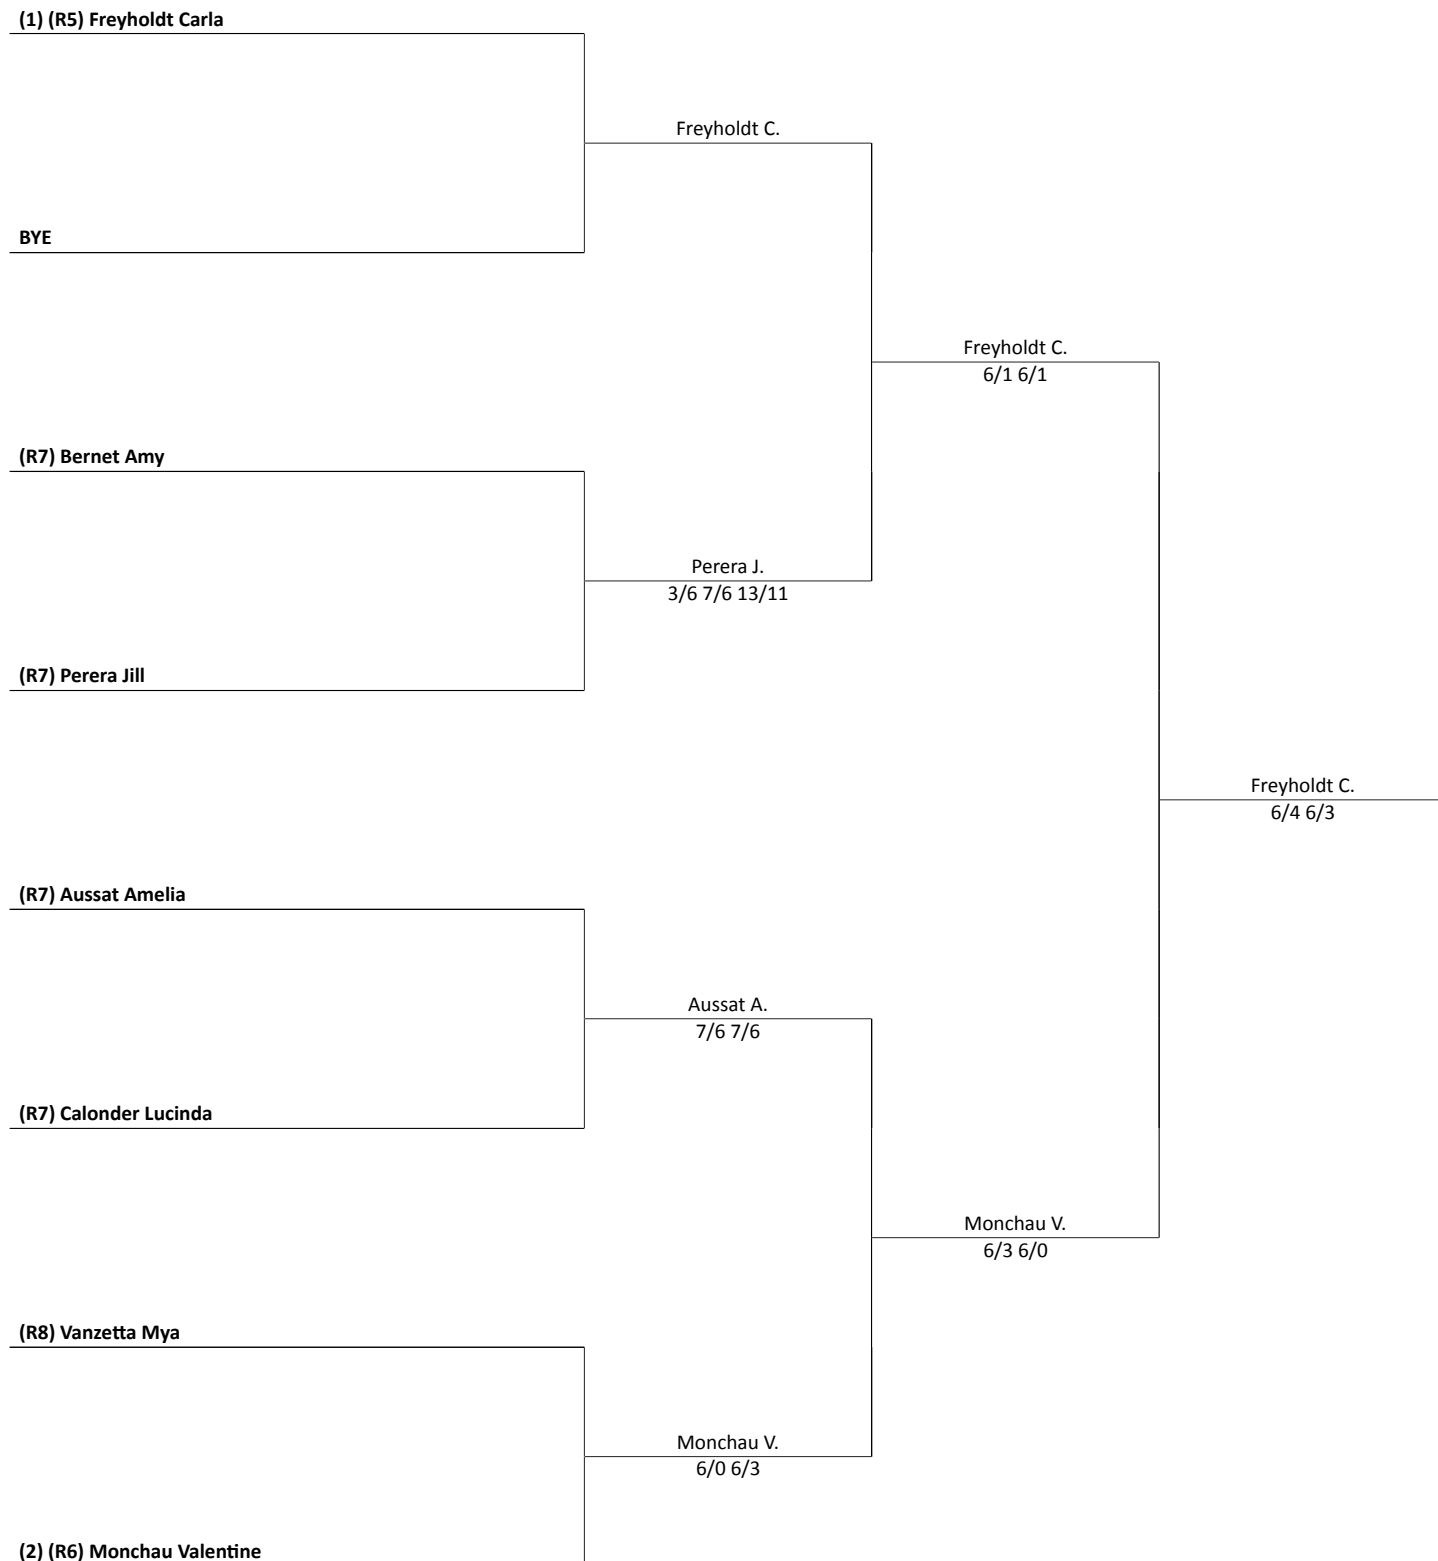 (1) (R5) Freyholdt Carla
Freyholdt C.
BYE
Freyholdt C.
6/1 6/1
(R7) Bernet Amy
Perera J.
3/6 7/6 13/11
(R7) Perera Jill
Freyholdt C.
6/4 6/3
(R7) Aussat Amelia
Aussat A.
7/6 7/6
(R7) Calonder Lucinda
Monchau V.
6/3 6/0
(R8) Vanzetta Mya
Monchau V.
6/0 6/3
(2) (R6) Monchau Valentine